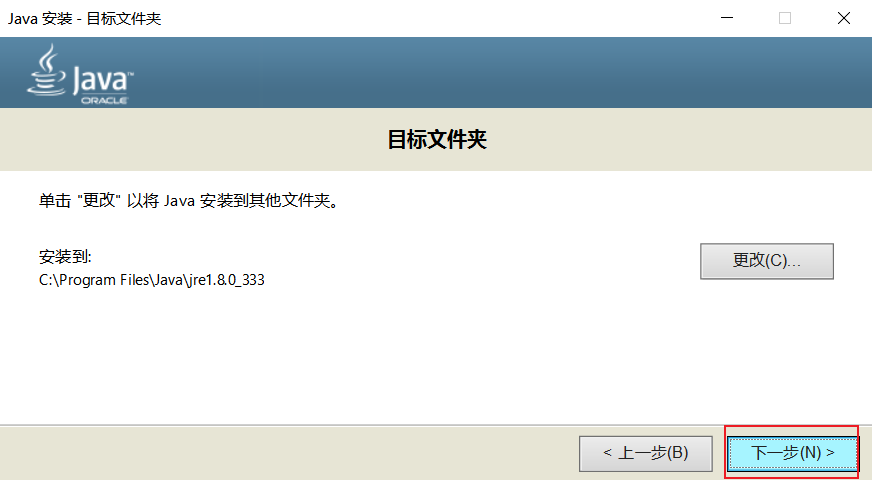 Java 安装 - 目标文件夹
Java™
ORACLE
目标文件夹
单击 "更改" 以将 Java 安装到其他文件夹。
安装到:
C:\Program Files\Java\jre1.8.0_333
更改(C)...
< 上一步(B)
下一步(N) >